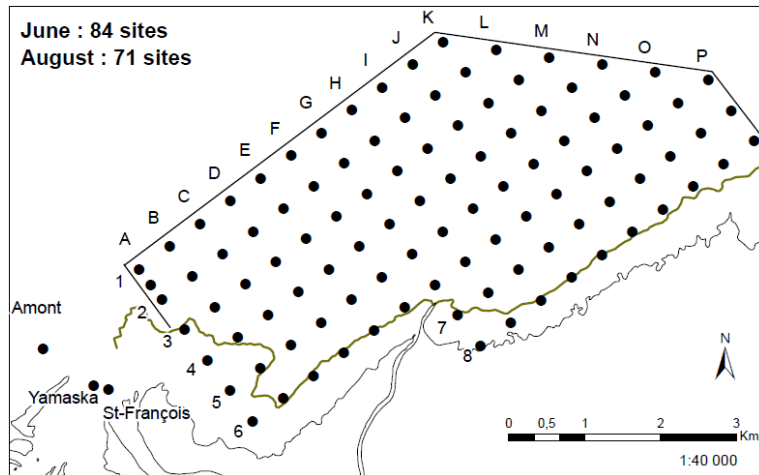 June : 84 sites
August : 71 sites
K
L
M
N
O
P
J
I
H
G
F
E
D
C
B
A
1
2
3
4
5
6
7
8
Amont
Yamaska
St-François
N
0 0,5 1 2 3
Km
1:40 000